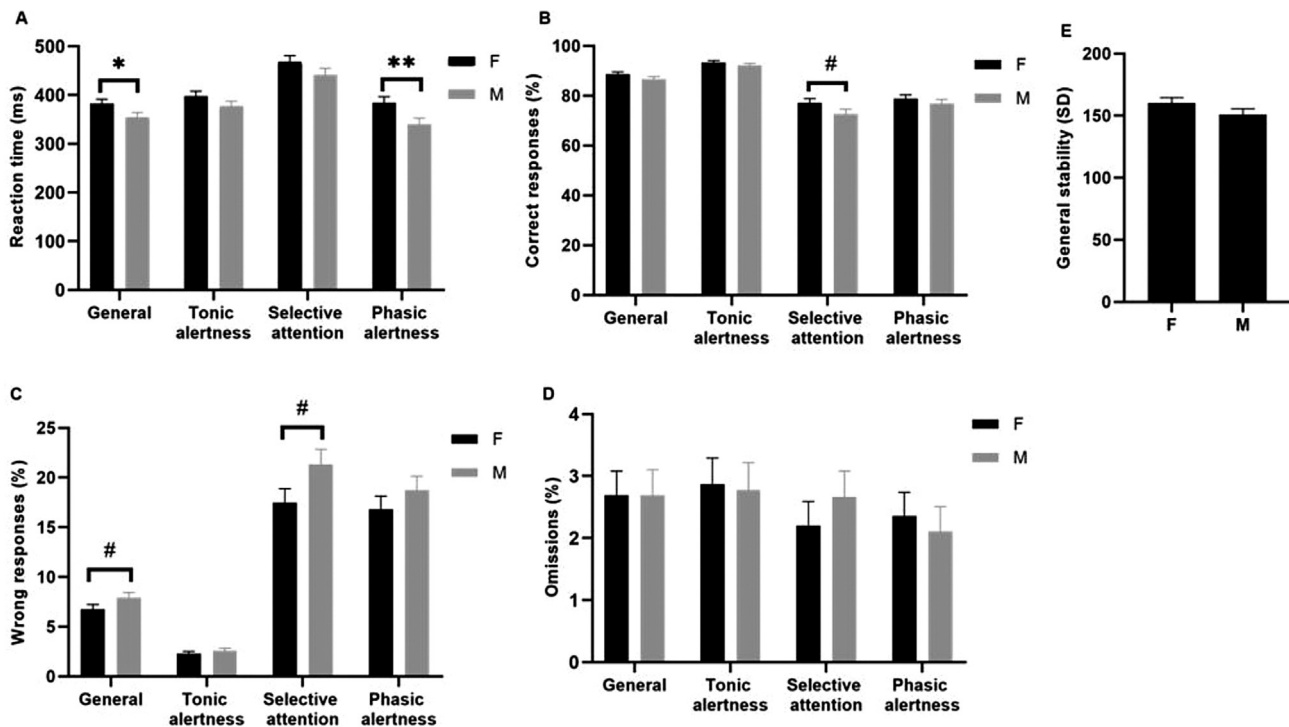 A
Reaction time (ms)
500
400
300
200
100
0
*
**
F
M
General
Tonic
alertness
Selective
attention
Phasic
alertness
B
Correct responses (%)
100
80
60
40
20
0
#
F
M
General
Tonic
alertness
Selective
attention
Phasic
alertness
E
General stability (SD)
200
150
100
50
0
F
M
C
Wrong responses (%)
25
20
15
10
5
0
#
#
F
M
General
Tonic
alertness
Selective
attention
Phasic
alertness
D
Omissions (%)
4
3
2
1
0
F
M
General
Tonic
alertness
Selective
attention
Phasic
alertness